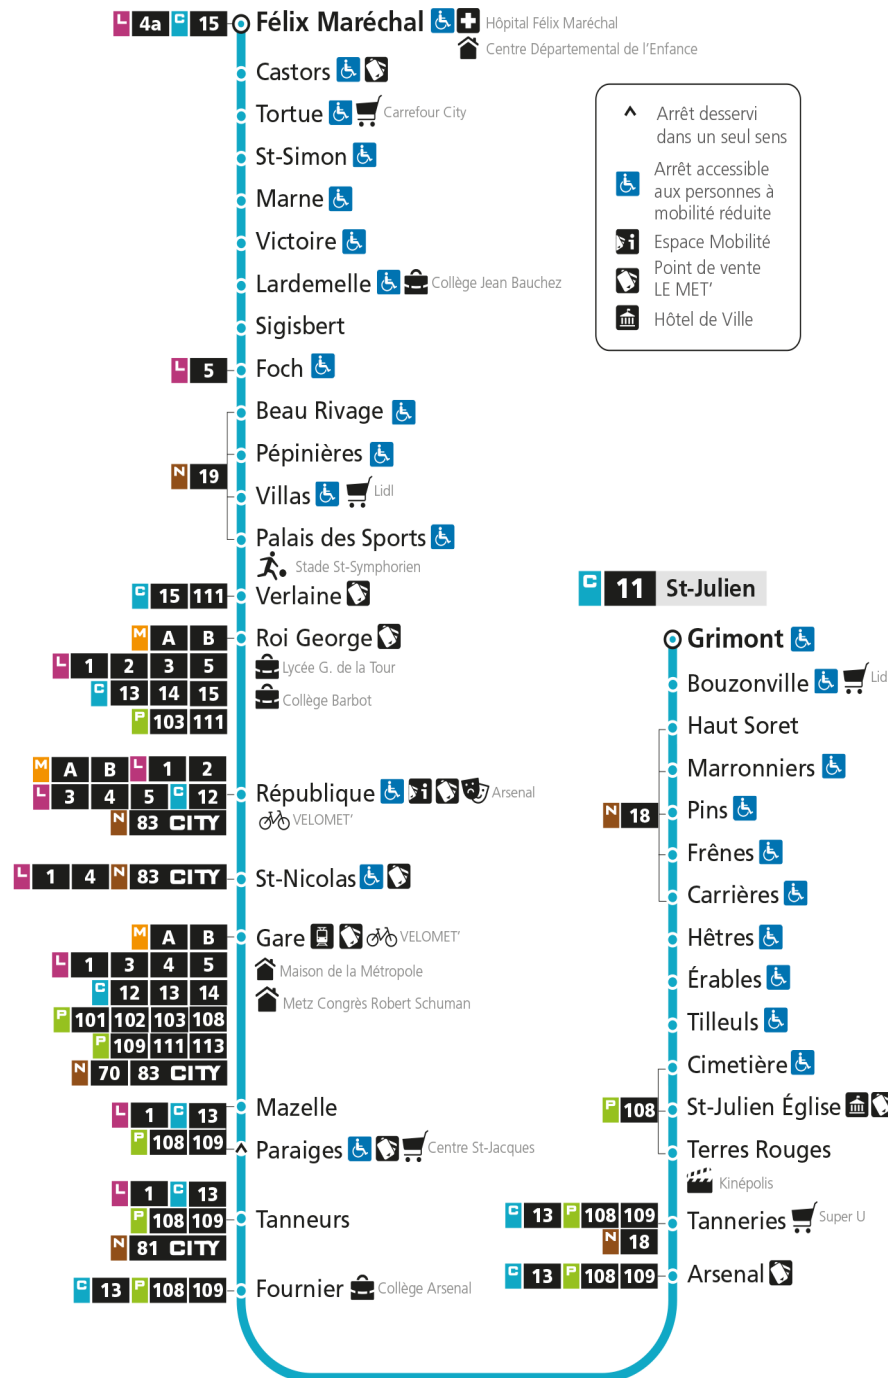 L 4a C 15 Félix Maréchal Hôpital Félix Maréchal
Centre Départemental de l'Enfance
Castors
Tortue Carrefour City
St-Simon
Marne
Victoire
Lardemelle Collège Jean Bauchez
Sigisbert
L 5 Foch
Beau Rivage
Pépinières
N 19
Villas Lidl
Palais des Sports
Stade St-Symphorien
C 15 111 Verlaine
M A B Roi George
L 1 2 3 5 Lycée G. de la Tour
C 13 14 15 Collège Barbot
P 103 111
M A B L 1 2
L 3 4 5 C 12 République i Arsenal
N 83 CITY VELOMET'
L 1 4 N 83 CITY St-Nicolas
M A B Gare VELOMET'
L 1 3 4 5 Maison de la Métropole
C 12 13 14 Metz Congrès Robert Schuman
P 101 102 103 108
P 109 111 113
N 70 83 CITY
L 1 C 13 Mazelle
P 108 109 Paraiges Centre St-Jacques
L 1 C 13
P 108 109 Tanneurs
N 81 CITY
C 13 P 108 109 Fournier Collège Arsenal
Arrêt desservi
dans un seul sens
Arrêt accessible
aux personnes à
mobilité réduite
i Espace Mobilité
Point de vente
LE MET'
Hôtel de Ville
C 11 St-Julien
Grimont
Bouzonville Lid
Haut Soret
Marronniers
N 18 Pins
Frênes
Carrières
Hêtres
Érables
Tilleuls
Cimetière
P 108 St-Julien Église
Terres Rouges
Kinépolis
C 13 P 108 109 Tanneries Super U
N 18
C 13 P 108 109 Arsenal